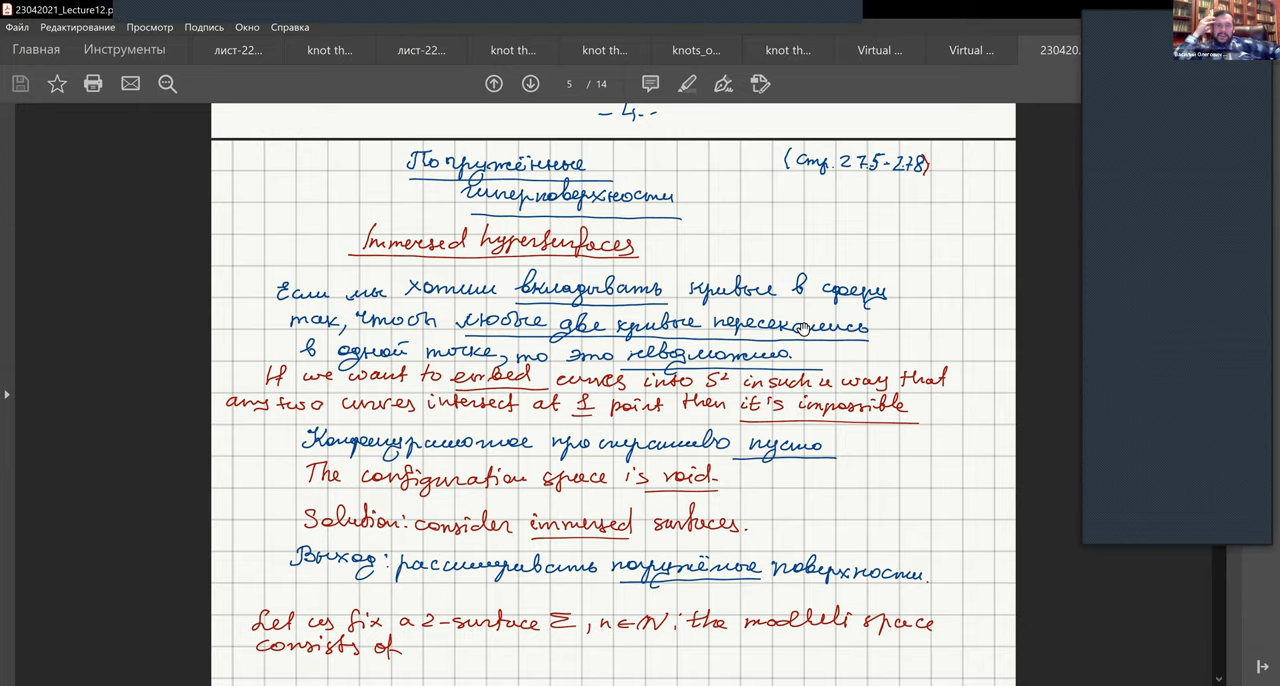 23042021_Lecture12.p
Файл Редактирование Просмотр Подпись Окно Справка
Главная Инструменты лист-22... knot th... лист-22... knot th... knot th... knots_o... knot th... Virtual ... Virtual ... 230420.
5 / 14
- 4 -
Погружённые (Стр. 275-278)
гиперповерхности
Immersed hypersurfaces
Если мы хотим вкладывать кривые в сферу
так, чтобы любые две кривые пересекались
в одной точке, то это невозможно.
If we want to embed curves into S² in such a way that
any two curves intersect at 1 point then it's impossible
Конфигурационное пространство пусто
The configuration space is void.
Solution: consider immersed surfaces.
Выход: рассматривать погружёные поверхности.
Let us fix a 2-surface Σ, n∈N: the moduli space
consists of